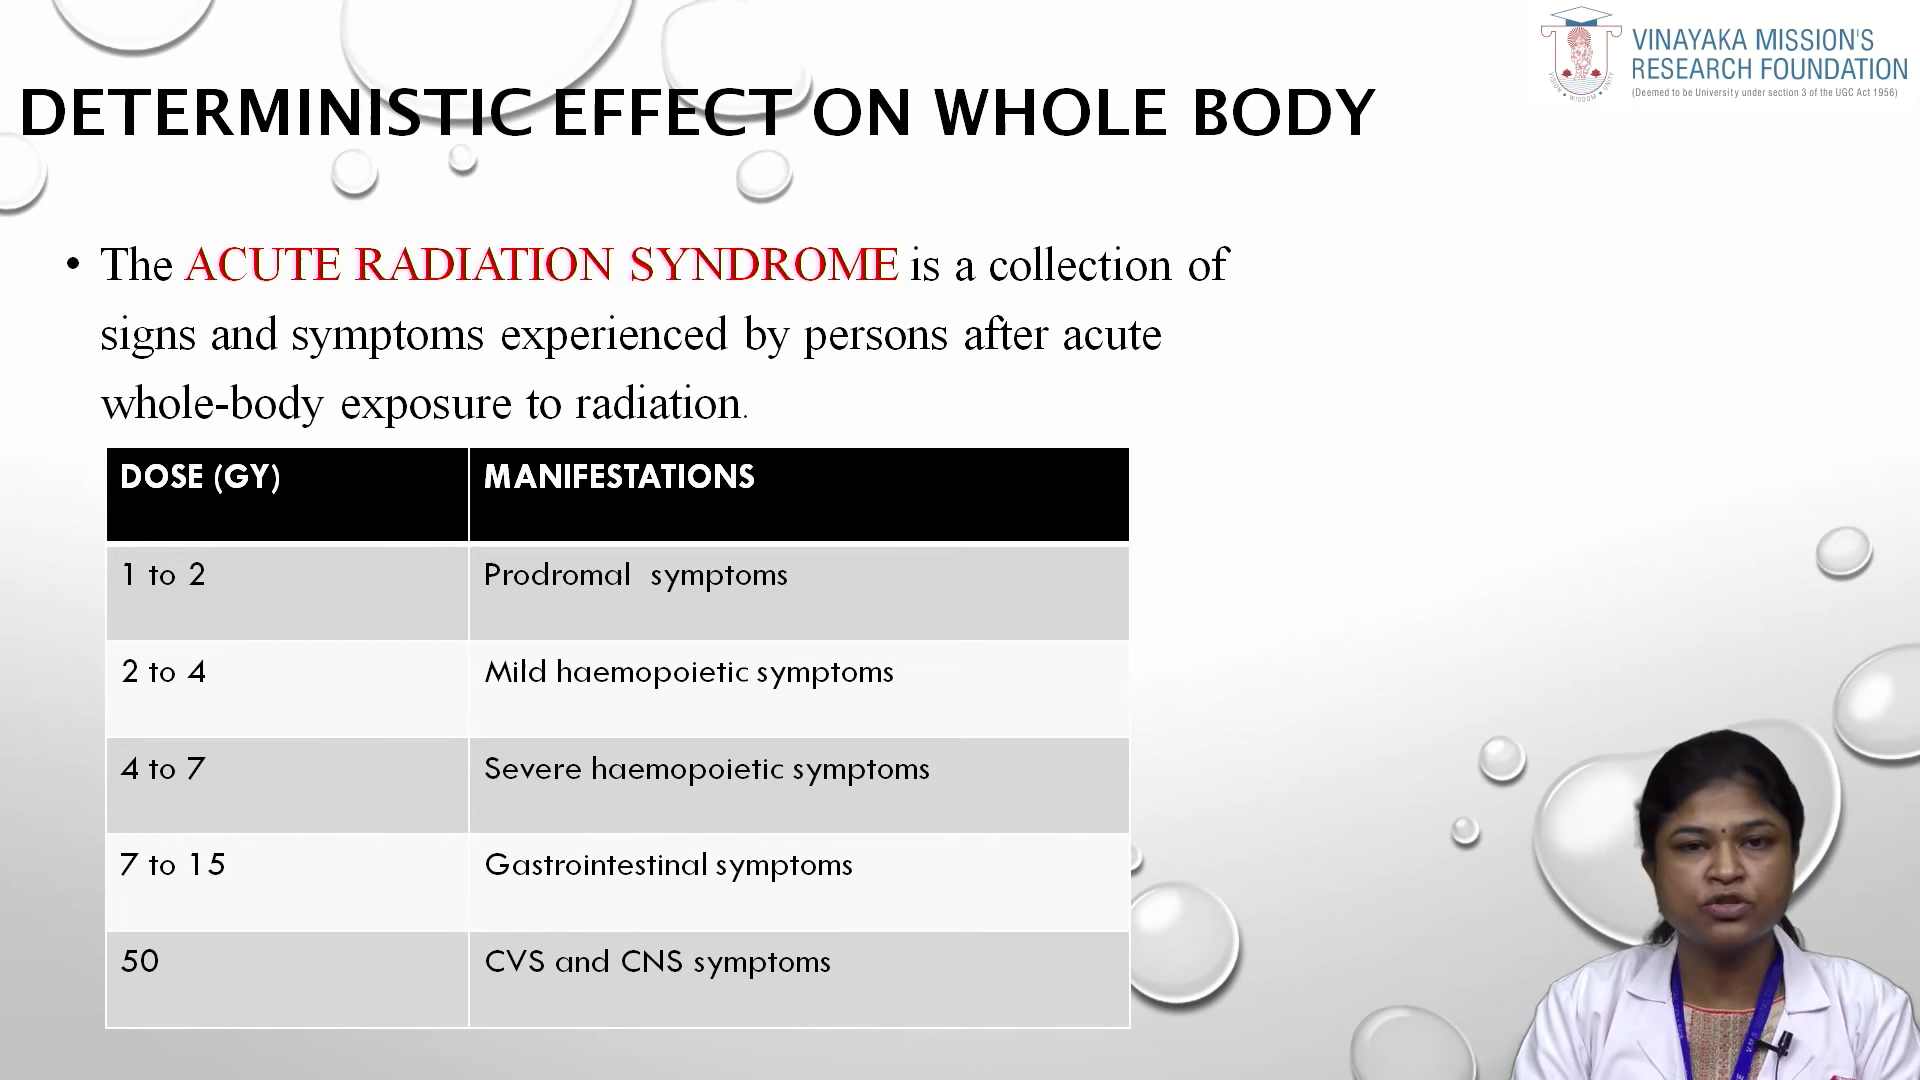 VINAYAKA MISSION'S
RESEARCH FOUNDATION
(Deemed to be University under section 3 of the UGC Act 1956)
DETERMINISTIC EFFECT ON WHOLE BODY
• The ACUTE RADIATION SYNDROME is a collection of
signs and symptoms experienced by persons after acute
whole-body exposure to radiation.
DOSE (GY) MANIFESTATIONS
1 to 2 Prodromal symptoms
2 to 4 Mild haemopoietic symptoms
4 to 7 Severe haemopoietic symptoms
7 to 15 Gastrointestinal symptoms
50 CVS and CNS symptoms